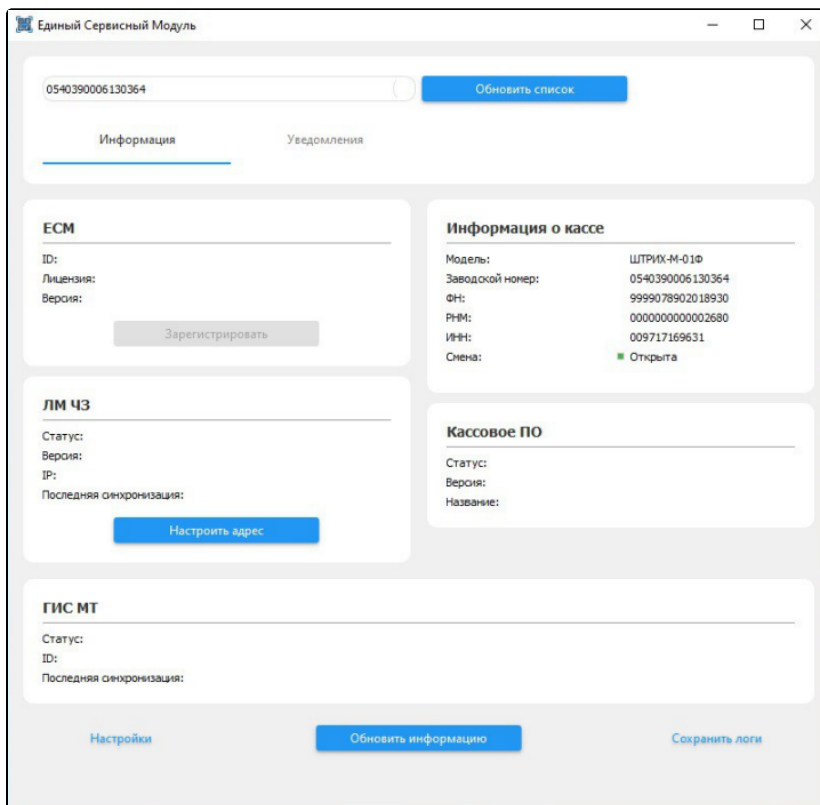 Единый Сервисный Модуль
0540390006130364
Обновить список
Информация
Уведомления
ЕСМ
ID:
Лицензия:
Версия:
Зарегистрировать
Информация о кассе
Модель: ШТРИХ-М-01Ф
Заводской номер: 0540390006130364
ФН: 9999078902018930
РНМ: 0000000000002680
ИНН: 009717169631
Смена: Открыта
ЛМ ЧЗ
Статус:
Версия:
IP:
Последняя синхронизация:
Настроить адрес
Кассовое ПО
Статус:
Версия:
Название:
ГИС МТ
Статус:
ID:
Последняя синхронизация:
Настройки
Обновить информацию
Сохранить логи